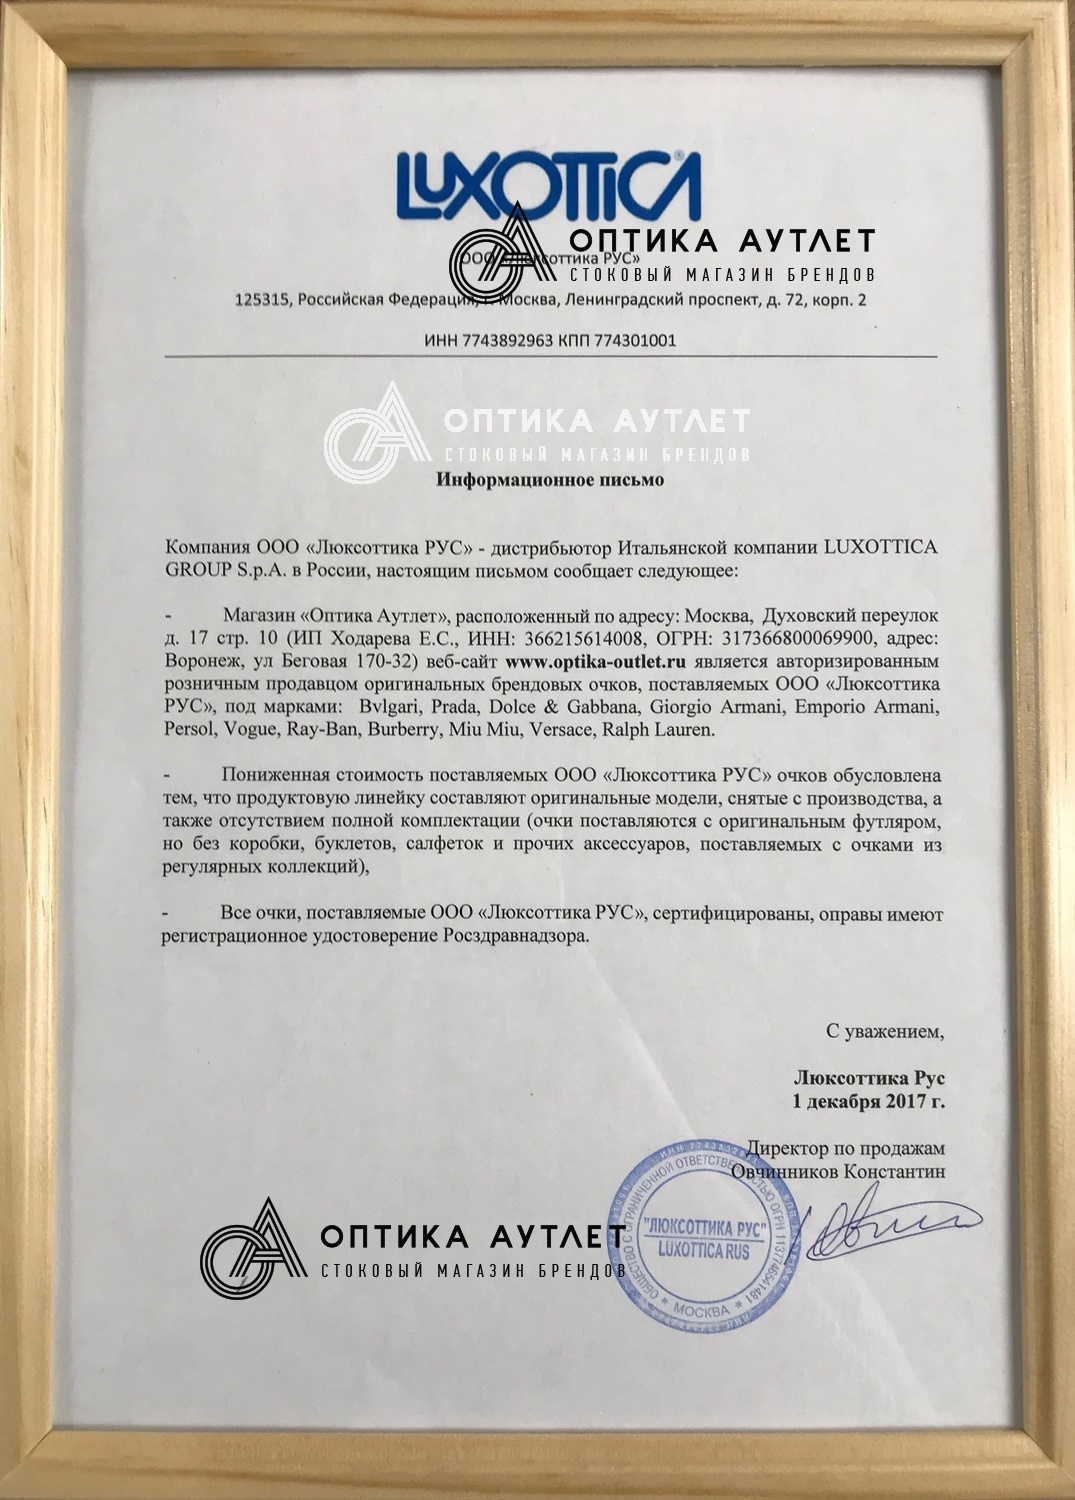 LUXOTTICA®
ОПТИКА АУТЛЕТ
СТОКОВЫЙ МАГАЗИН БРЕНДОВ
ООО «Люксоттика РУС»
125315, Российская Федерация, г. Москва, Ленинградский проспект, д. 72, корп. 2
ИНН 7743892963 КПП 774301001
ОПТИКА АУТЛЕТ
СТОКОВЫЙ МАГАЗИН БРЕНДОВ
Информационное письмо
Компания ООО «Люксоттика РУС» - дистрибьютор Итальянской компании LUXOTTICA
GROUP S.p.A. в России, настоящим письмом сообщает следующее:
- Магазин «Оптика Аутлет», расположенный по адресу: Москва, Духовский переулок
д. 17 стр. 10 (ИП Ходарева Е.С., ИНН: 366215614008, ОГРН: 317366800069900, адрес:
Воронеж, ул Беговая 170-32) веб-сайт www.optika-outlet.ru является авторизированным
розничным продавцом оригинальных брендовых очков, поставляемых ООО «Люксоттика
РУС», под марками: Bvlgari, Prada, Dolce & Gabbana, Giorgio Armani, Emporio Armani,
Persol, Vogue, Ray-Ban, Burberry, Miu Miu, Versace, Ralph Lauren.
- Пониженная стоимость поставляемых ООО «Люксоттика РУС» очков обусловлена
тем, что продуктовую линейку составляют оригинальные модели, снятые с производства, а
также отсутствием полной комплектации (очки поставляются с оригинальным футляром,
но без коробки, буклетов, салфеток и прочих аксессуаров, поставляемых с очками из
регулярных коллекций),
- Все очки, поставляемые ООО «Люксоттика РУС», сертифицированы, оправы имеют
регистрационное удостоверение Росздравнадзора.
С уважением,
Люксоттика Рус
1 декабря 2017 г.
Директор по продажам
Овчинников Константин
ОБЩЕСТВО С ОГРАНИЧЕННОЙ ОТВЕТСТВЕННОСТЬЮ ОГРН 1137746541481
"ЛЮКСОТТИКА РУС"
LUXOTTICA RUS
* МОСКВА *
ОПТИКА АУТЛЕТ
СТОКОВЫЙ МАГАЗИН БРЕНДОВ